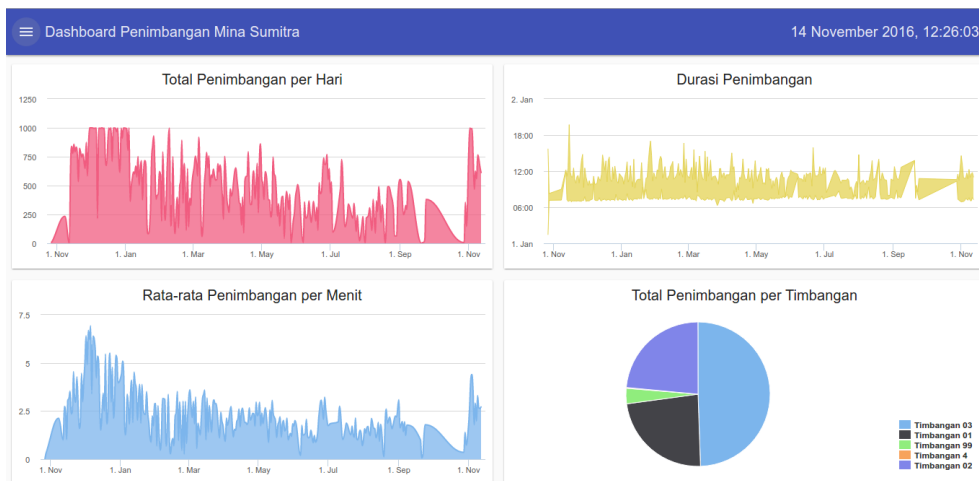 Dashboard Penimbangan Mina Sumitra
14 November 2016, 12:26:03
Total Penimbangan per Hari
1250
1000
750
500
250
0
1. Nov
1. Jan
1. Mar
1. May
1. Jul
1. Sep
1. Nov
Durasi Penimbangan
2. Jan
18:00
12:00
06:00
1. Jan
1. Nov
1. Jan
1. Mar
1. May
1. Jul
1. Sep
1. Nov
Rata-rata Penimbangan per Menit
7.5
5
2.5
0
1. Nov
1. Jan
1. Mar
1. May
1. Jul
1. Sep
1. Nov
Total Penimbangan per Timbangan
Timbangan 03
Timbangan 01
Timbangan 99
Timbangan 4
Timbangan 02